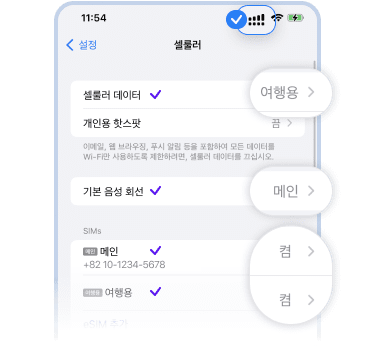 11:54
설정
셀룰러
셀룰러 데이터 여행용
개인용 핫스팟 끔
이메일, 웹 브라우징, 푸시 알림 등을 포함하여 모든 데이터를
Wi-Fi만 사용하도록 제한하려면, 셀룰러 데이터를 끄십시오.
기본 음성 회선 메인
SIMs
메인 메인 켬
+82 10-1234-5678
여행용 여행용 켬
eSIM 추가